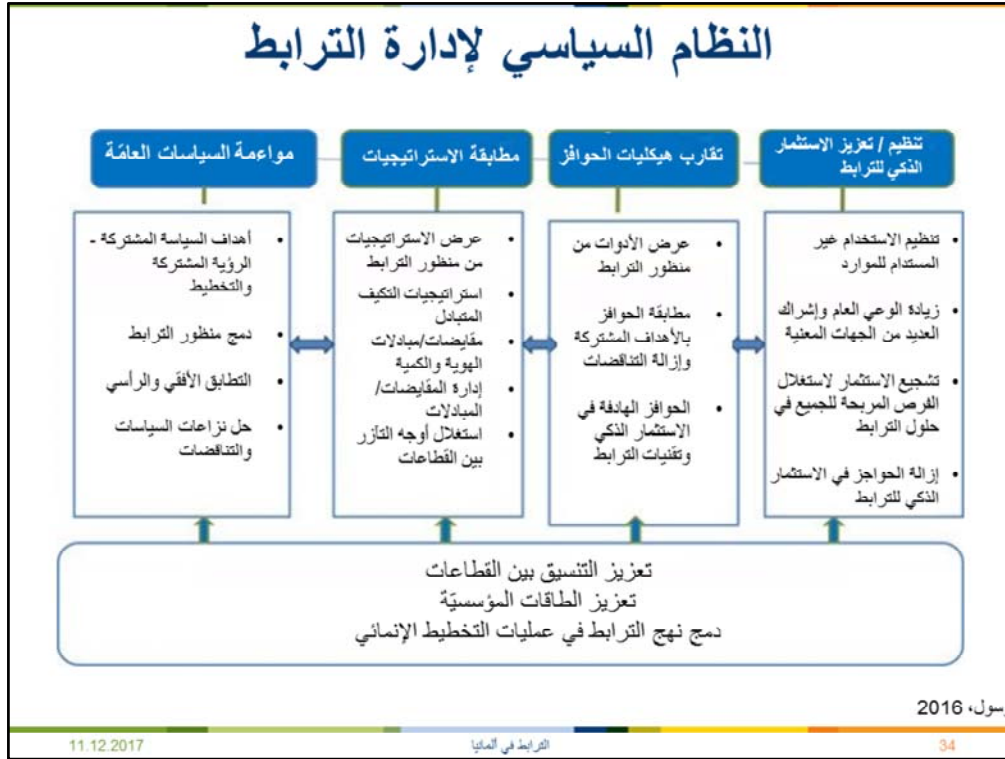 النظام السياسي لإدارة الترابط
تنظيم / تعزيز الاستثمار
الذكي للترابط
• تنظيم الاستخدام غير
المستدام للموارد
• زيادة الوعي العام وإشراك
العديد من الجهات المعنية
• تشجيع الاستثمار لاستغلال
الفرص المربحة للجميع في
حلول الترابط
• إزالة الحواجز في الاستثمار
الذكي للترابط
تقارب هيكليات الحوافز
• عرض الأدوات من
منظور الترابط
• مطابقة الحوافز
بالأهداف المشتركة
وإزالة التناقضات
• الحوافز الهادفة في
الاستثمار الذكي
وتقنيات الترابط
مطابقة الاستراتيجيات
• عرض الاستراتيجيات
من منظور الترابط
• استراتيجيات التكيف
المتبادل
• مقايضات/مبادلات
الهوية والكمية
• إدارة المقايضات/
المبادلات
• استغلال أوجه التآزر
بين القطاعات
مواءمة السياسات العامّة
• أهداف السياسة المشتركة -
الرؤية المشتركة
والتخطيط
• دمج منظور الترابط
• التطابق الأفقي والرأسي
• حل نزاعات السياسات
والتناقضات
تعزيز التنسيق بين القطاعات
تعزيز الطاقات المؤسسيّة
دمج نهج الترابط في عمليات التخطيط الإنمائي
رسول، 2016
34
الترابط في ألمانيا
11.12.2017